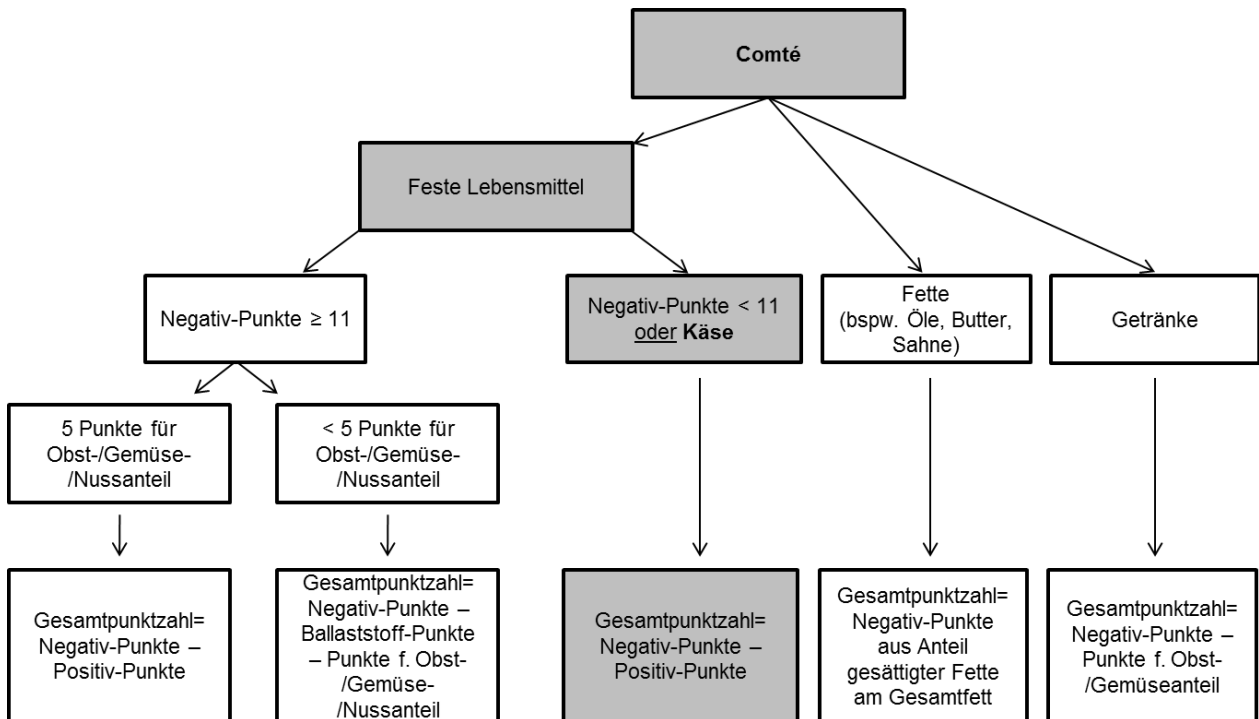 Comté
Feste Lebensmittel
Negativ-Punkte ≥ 11
Negativ-Punkte < 11
oder Käse
Fette
(bspw. Öle, Butter,
Sahne)
Getränke
5 Punkte für
Obst-/Gemüse-
/Nussanteil
< 5 Punkte für
Obst-/Gemüse-
/Nussanteil
Gesamtpunktzahl=
Negativ-Punkte –
Positiv-Punkte
Gesamtpunktzahl=
Negativ-Punkte –
Ballaststoff-Punkte
– Punkte f. Obst-
/Gemüse-
/Nussanteil
Gesamtpunktzahl=
Negativ-Punkte –
Positiv-Punkte
Gesamtpunktzahl=
Negativ-Punkte
aus Anteil
gesättigter Fette
am Gesamtfett
Gesamtpunktzahl=
Negativ-Punkte –
Punkte f. Obst-
/Gemüseanteil